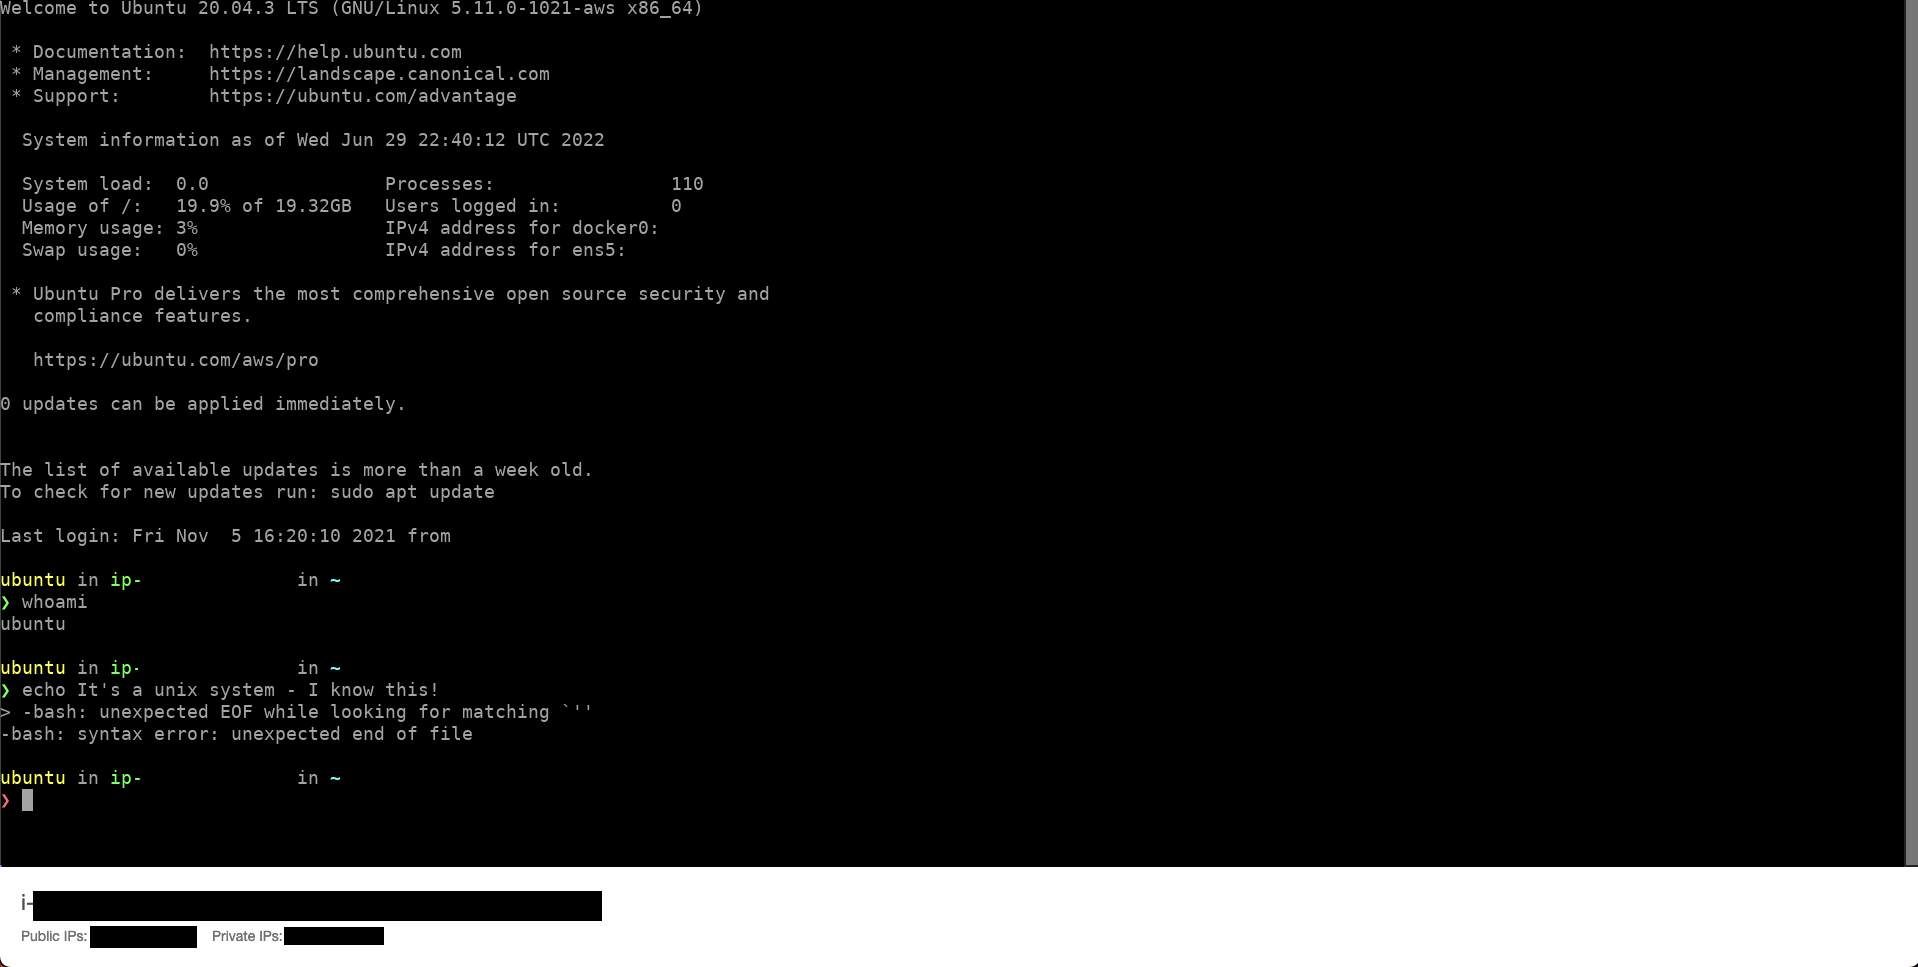 Welcome to Ubuntu 20.04.3 LTS (GNU/Linux 5.11.0-1021-aws x86_64)

 * Documentation:  https://help.ubuntu.com
 * Management:     https://landscape.canonical.com
 * Support:        https://ubuntu.com/advantage

  System information as of Wed Jun 29 22:40:12 UTC 2022

  System load:  0.0                Processes:                110
  Usage of /:   19.9% of 19.32GB   Users logged in:          0
  Memory usage: 3%                 IPv4 address for docker0:
  Swap usage:   0%                 IPv4 address for ens5:

 * Ubuntu Pro delivers the most comprehensive open source security and
   compliance features.

   https://ubuntu.com/aws/pro

0 updates can be applied immediately.


The list of available updates is more than a week old.
To check for new updates run: sudo apt update

Last login: Fri Nov  5 16:20:10 2021 from

ubuntu in ip-              in ~
❯ whoami
ubuntu

ubuntu in ip-              in ~
❯ echo It's a unix system - I know this!
> -bash: unexpected EOF while looking for matching `''
-bash: syntax error: unexpected end of file

ubuntu in ip-              in ~
❯
i-
Public IPs: Private IPs: